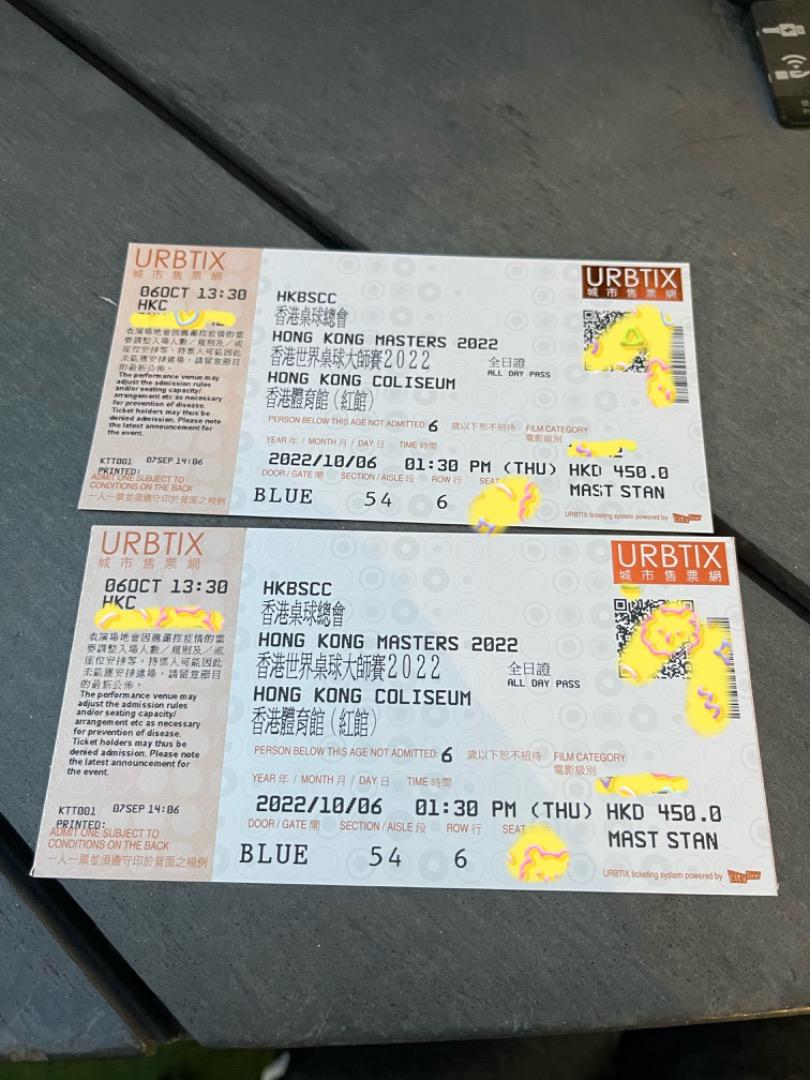 URBTIX
城市售票網
06OCT 13:30
HKC
表演場地會因應嚴控疫情的需
要調整入場人數／規則及／或
座位安排等。持票人可能因此
未能獲安排進場，請留意節目
的最新公佈。
The performance venue may
adjust the admission rules
and/or seating capacity/
arrangement etc as necessary
for prevention of disease.
Ticket holders may thus be
denied admission. Please note
the latest announcement for
the event.
KTT001 07SEP 14:06
PRINTED:
ADMIT ONE SUBJECT TO
CONDITIONS ON THE BACK
一人一票並須遵守印於背面之規例
HKBSCC
香港桌球總會
HONG KONG MASTERS 2022
香港世界桌球大師賽2022
全日證
ALL DAY PASS
HONG KONG COLISEUM
香港體育館（紅館）
PERSON BELOW THIS AGE NOT ADMITTED: 6 歲以下恕不招待
FILM CATEGORY
電影級別
YEAR 年 / MONTH 月 / DAY 日 TIME 時間
2022/10/06 01:30 PM (THU) HKD 450.0
DOOR / GATE 閘 SECTION / AISLE 段 ROW 行 SEAT
BLUE 54 6
MAST STAN
URBTIX ticketing system powered by cityline
URBTIX
城市售票網
URBTIX
城市售票網
06OCT 13:30
HKC
表演場地會因應嚴控疫情的需
要調整入場人數／規則及／或
座位安排等。持票人可能因此
未能獲安排進場，請留意節目
的最新公佈。
The performance venue may
adjust the admission rules
and/or seating capacity/
arrangement etc as necessary
for prevention of disease.
Ticket holders may thus be
denied admission. Please note
the latest announcement for
the event.
KTT001 07SEP 14:06
PRINTED:
ADMIT ONE SUBJECT TO
CONDITIONS ON THE BACK
一人一票並須遵守印於背面之規例
HKBSCC
香港桌球總會
HONG KONG MASTERS 2022
香港世界桌球大師賽2022
全日證
ALL DAY PASS
HONG KONG COLISEUM
香港體育館（紅館）
PERSON BELOW THIS AGE NOT ADMITTED: 6 歲以下恕不招待
FILM CATEGORY
電影級別
YEAR 年 / MONTH 月 / DAY 日 TIME 時間
2022/10/06 01:30 PM (THU) HKD 450.0
DOOR / GATE 閘 SECTION / AISLE 段 ROW 行 SEAT
BLUE 54 6
MAST STAN
URBTIX ticketing system powered by cityline
URBTIX
城市售票網